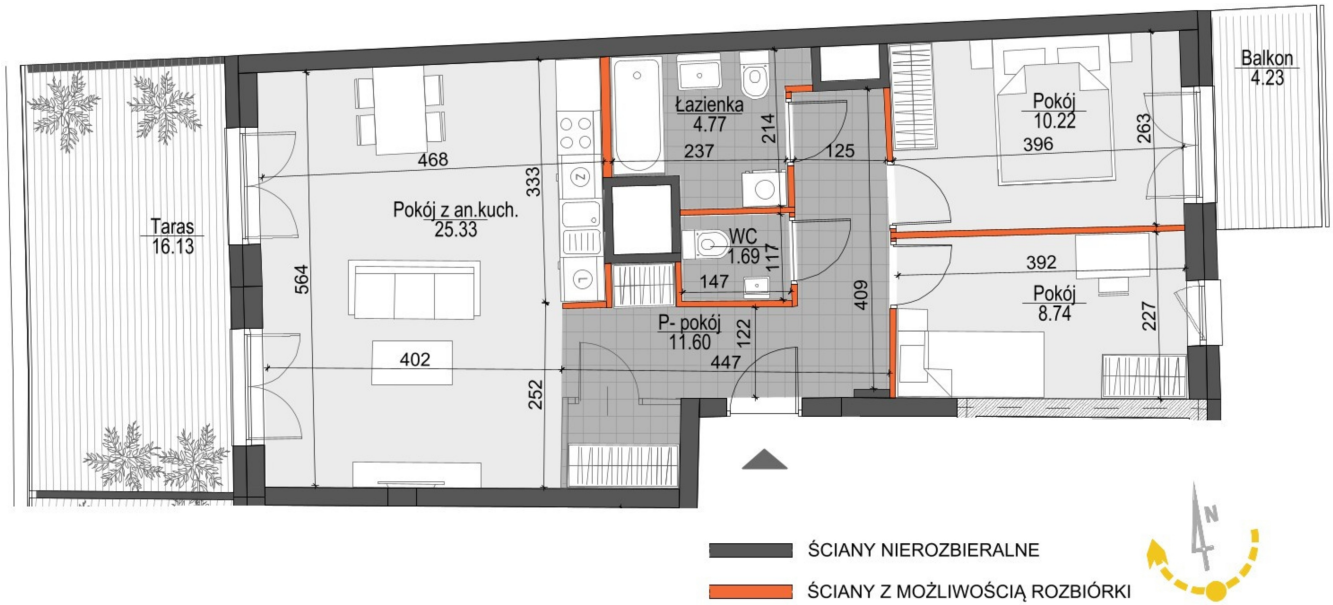 Balkon
4.23
Łazienka
4.77
214
Pokój
10.22
263
468
333
237
125
396
Z
Pokój z an.kuch.
25.33
Taras
16.13
WC
1.69
117
147
564
L
392
Pokój
8.74
227
409
P- pokój
11.60
122
402
447
252
N
ŚCIANY NIEROZBIERALNE
ŚCIANY Z MOŻLIWOŚCIĄ ROZBIÓRKI